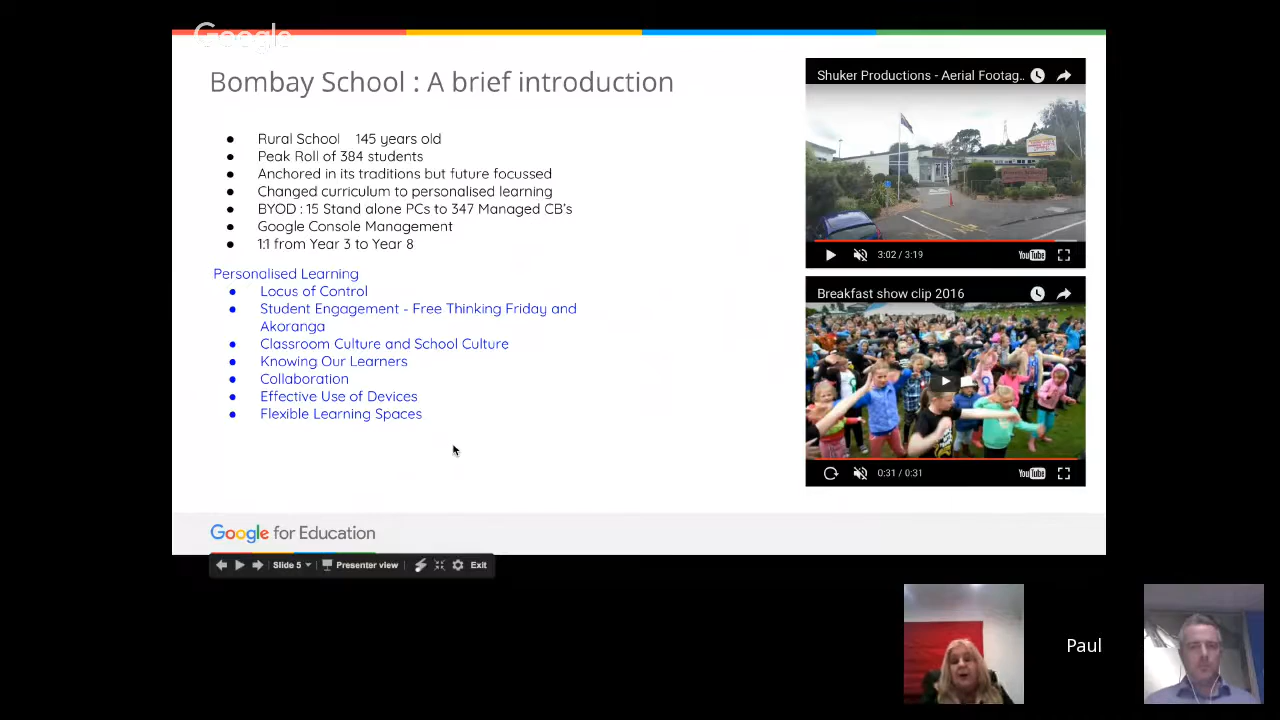 Google
Bombay School : A brief introduction
● Rural School 145 years old
● Peak Roll of 384 students
● Anchored in its traditions but future focussed
● Changed curriculum to personalised learning
● BYOD : 15 Stand alone PCs to 347 Managed CB's
● Google Console Management
● 1:1 from Year 3 to Year 8
Personalised Learning
● Locus of Control
● Student Engagement - Free Thinking Friday and
Akoranga
● Classroom Culture and School Culture
● Knowing Our Learners
● Collaboration
● Effective Use of Devices
● Flexible Learning Spaces
Shuker Productions - Aerial Footag..
3:02 / 3:19
YouTube
Breakfast show clip 2016
0:31 / 0:31
YouTube
Google for Education
Slide 5
Presenter view
Exit
Paul